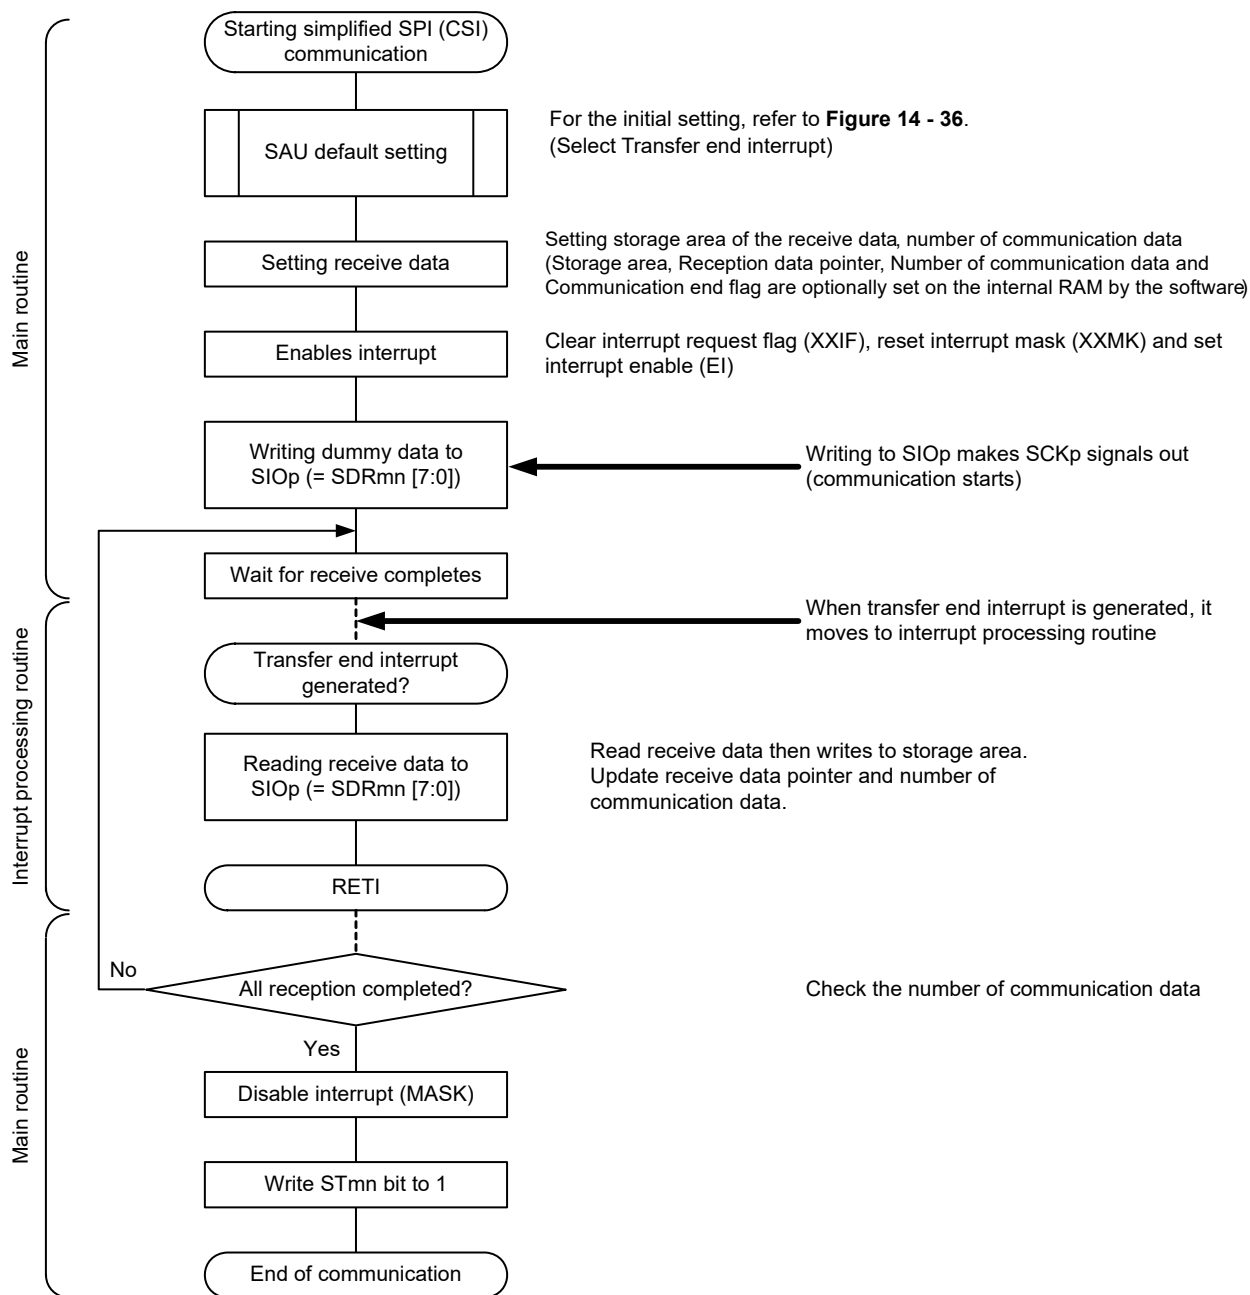 Starting simplified SPI (CSI)
communication
For the initial setting, refer to Figure 14 - 36.
(Select Transfer end interrupt)
SAU default setting
Setting storage area of the receive data, number of communication data
(Storage area, Reception data pointer, Number of communication data and
Communication end flag are optionally set on the internal RAM by the software)
Setting receive data
Main routine
Enables interrupt
Clear interrupt request flag (XXIF), reset interrupt mask (XXMK) and set
interrupt enable (EI)
Writing dummy data to
SIOp (= SDRmn [7:0])
Writing to SIOp makes SCKp signals out
(communication starts)
Wait for receive completes
When transfer end interrupt is generated, it
moves to interrupt processing routine
Transfer end interrupt
generated?
Interrupt processing routine
Reading receive data to
SIOp (= SDRmn [7:0])
Read receive data then writes to storage area.
Update receive data pointer and number of
communication data.
RETI
No
All reception completed?
Check the number of communication data
Yes
Main routine
Disable interrupt (MASK)
Write STmn bit to 1
End of communication